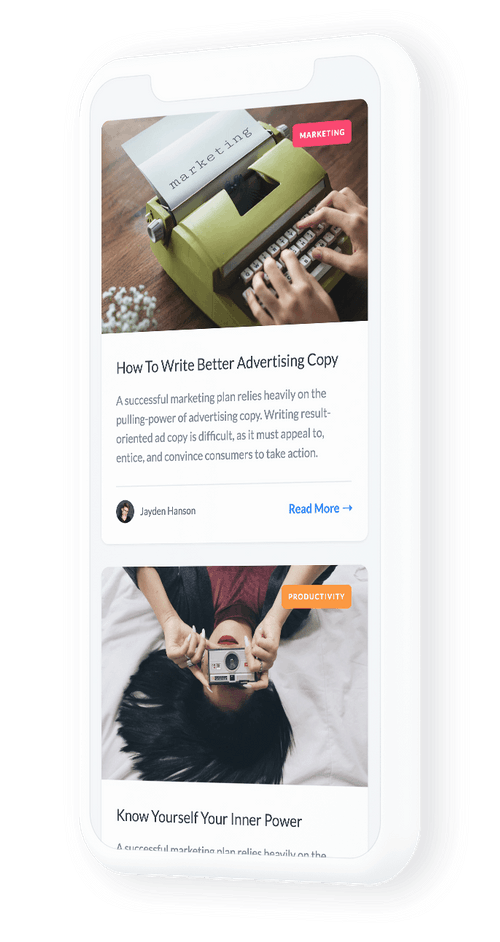 marketing
MARKETING
How To Write Better Advertising Copy
A successful marketing plan relies heavily on the
pulling-power of advertising copy. Writing result-
oriented ad copy is difficult, as it must appeal to,
entice, and convince consumers to take action.
Jayden Hanson
Read More →
PRODUCTIVITY
Know Yourself Your Inner Power
A successful marketing plan relies heavily on the